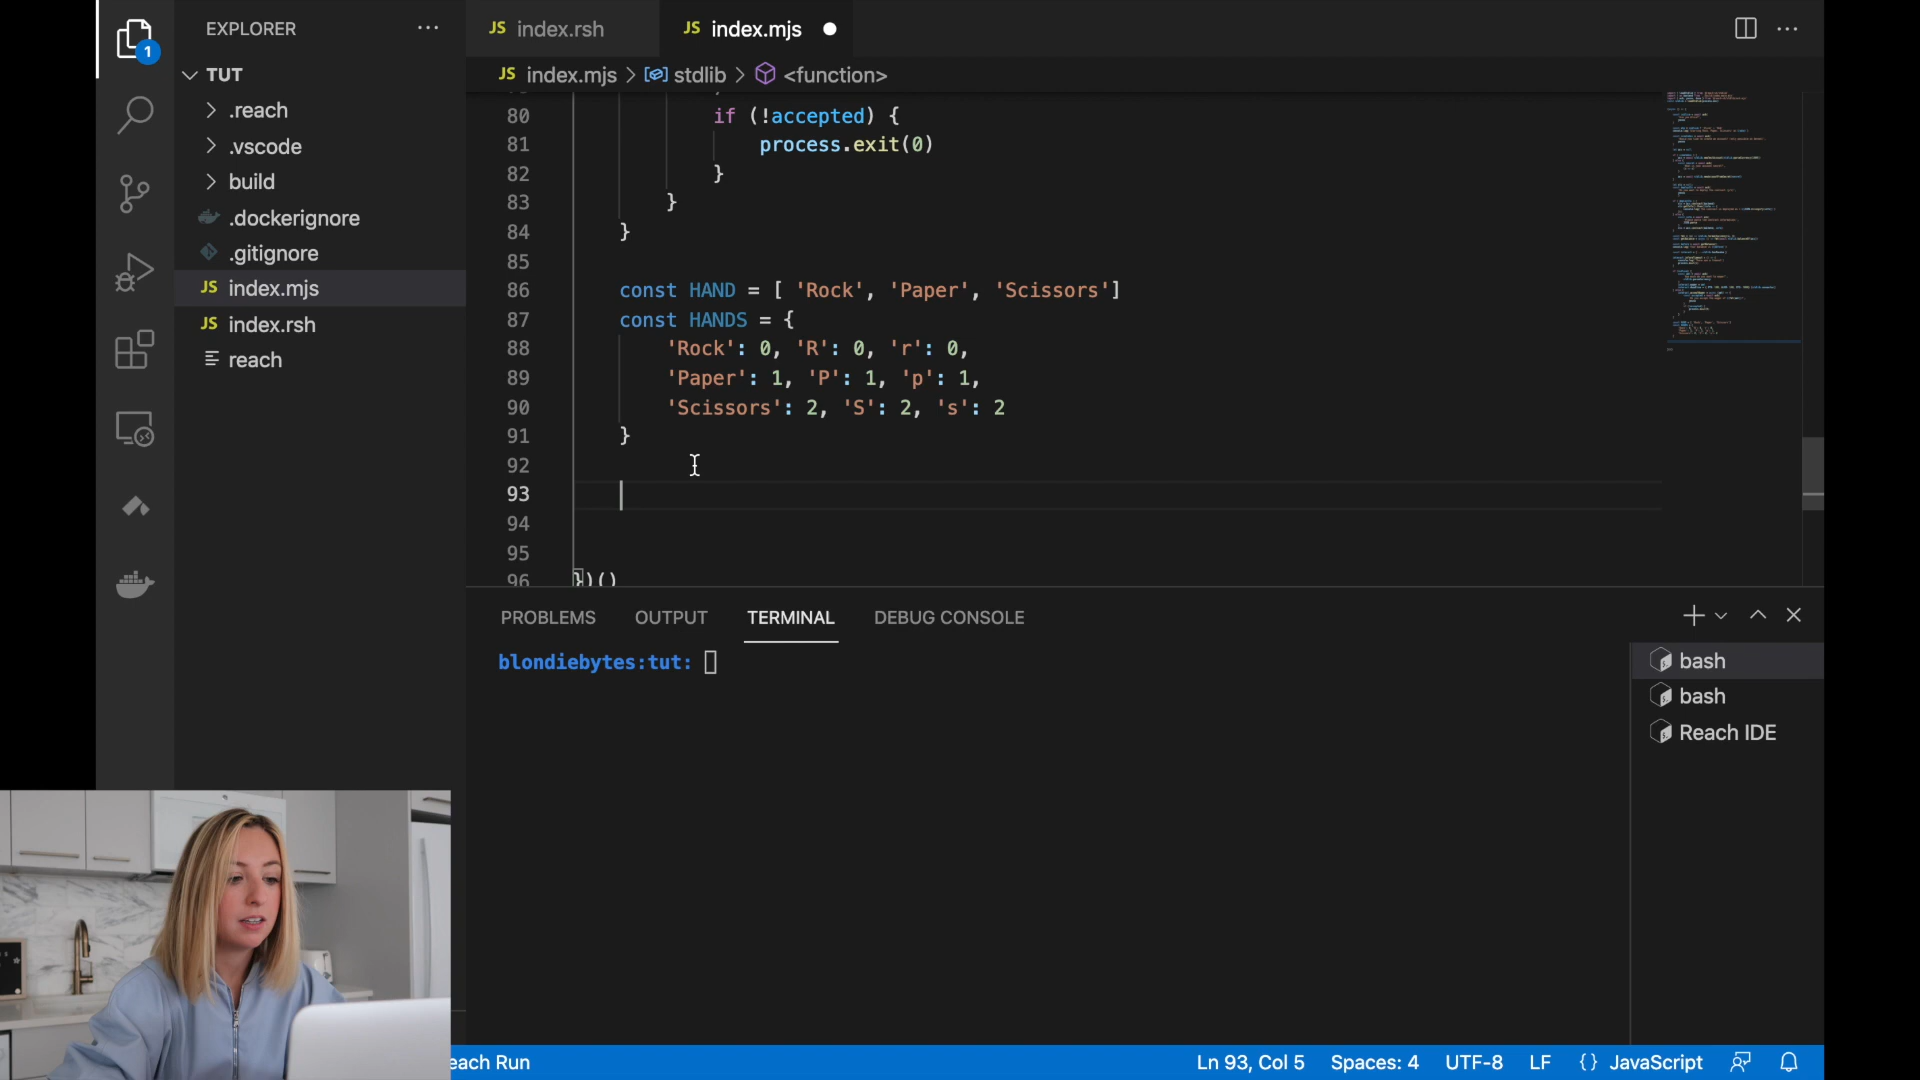 EXPLORER
1
TUT
.reach
.vscode
build
.dockerignore
.gitignore
JS index.mjs
JS index.rsh
reach
JS index.rsh
JS index.mjs
JS index.mjs > stdlib > <function>
80 if (!accepted) {
81 process.exit(0)
82 }
83 }
84 }
85
86 const HAND = [ 'Rock', 'Paper', 'Scissors']
87 const HANDS = {
88 'Rock': 0, 'R': 0, 'r': 0,
89 'Paper': 1, 'P': 1, 'p': 1,
90 'Scissors': 2, 'S': 2, 's': 2
91 }
92
93
94
95
96 })()
PROBLEMS OUTPUT TERMINAL DEBUG CONSOLE
blondiebytes:tut:
bash
bash
Reach IDE
each Run
Ln 93, Col 5 Spaces: 4 UTF-8 LF {} JavaScript